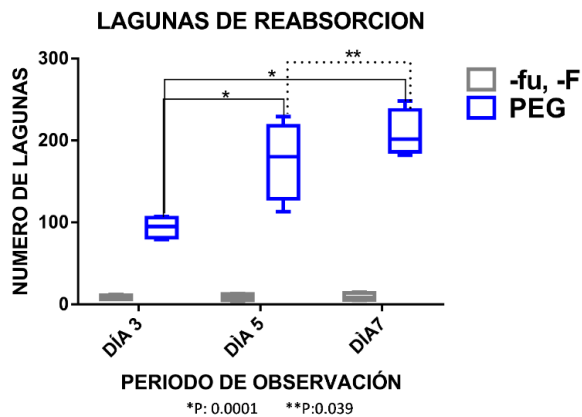 LAGUNAS DE REABSORCION
-fu, -F
PEG
NUMERO DE LAGUNAS
300
200
100
0
*
*
**
DÌA 3
DÌA 5
DÌA7
PERIODO DE OBSERVACIÓN
*P: 0.0001 **P:0.039